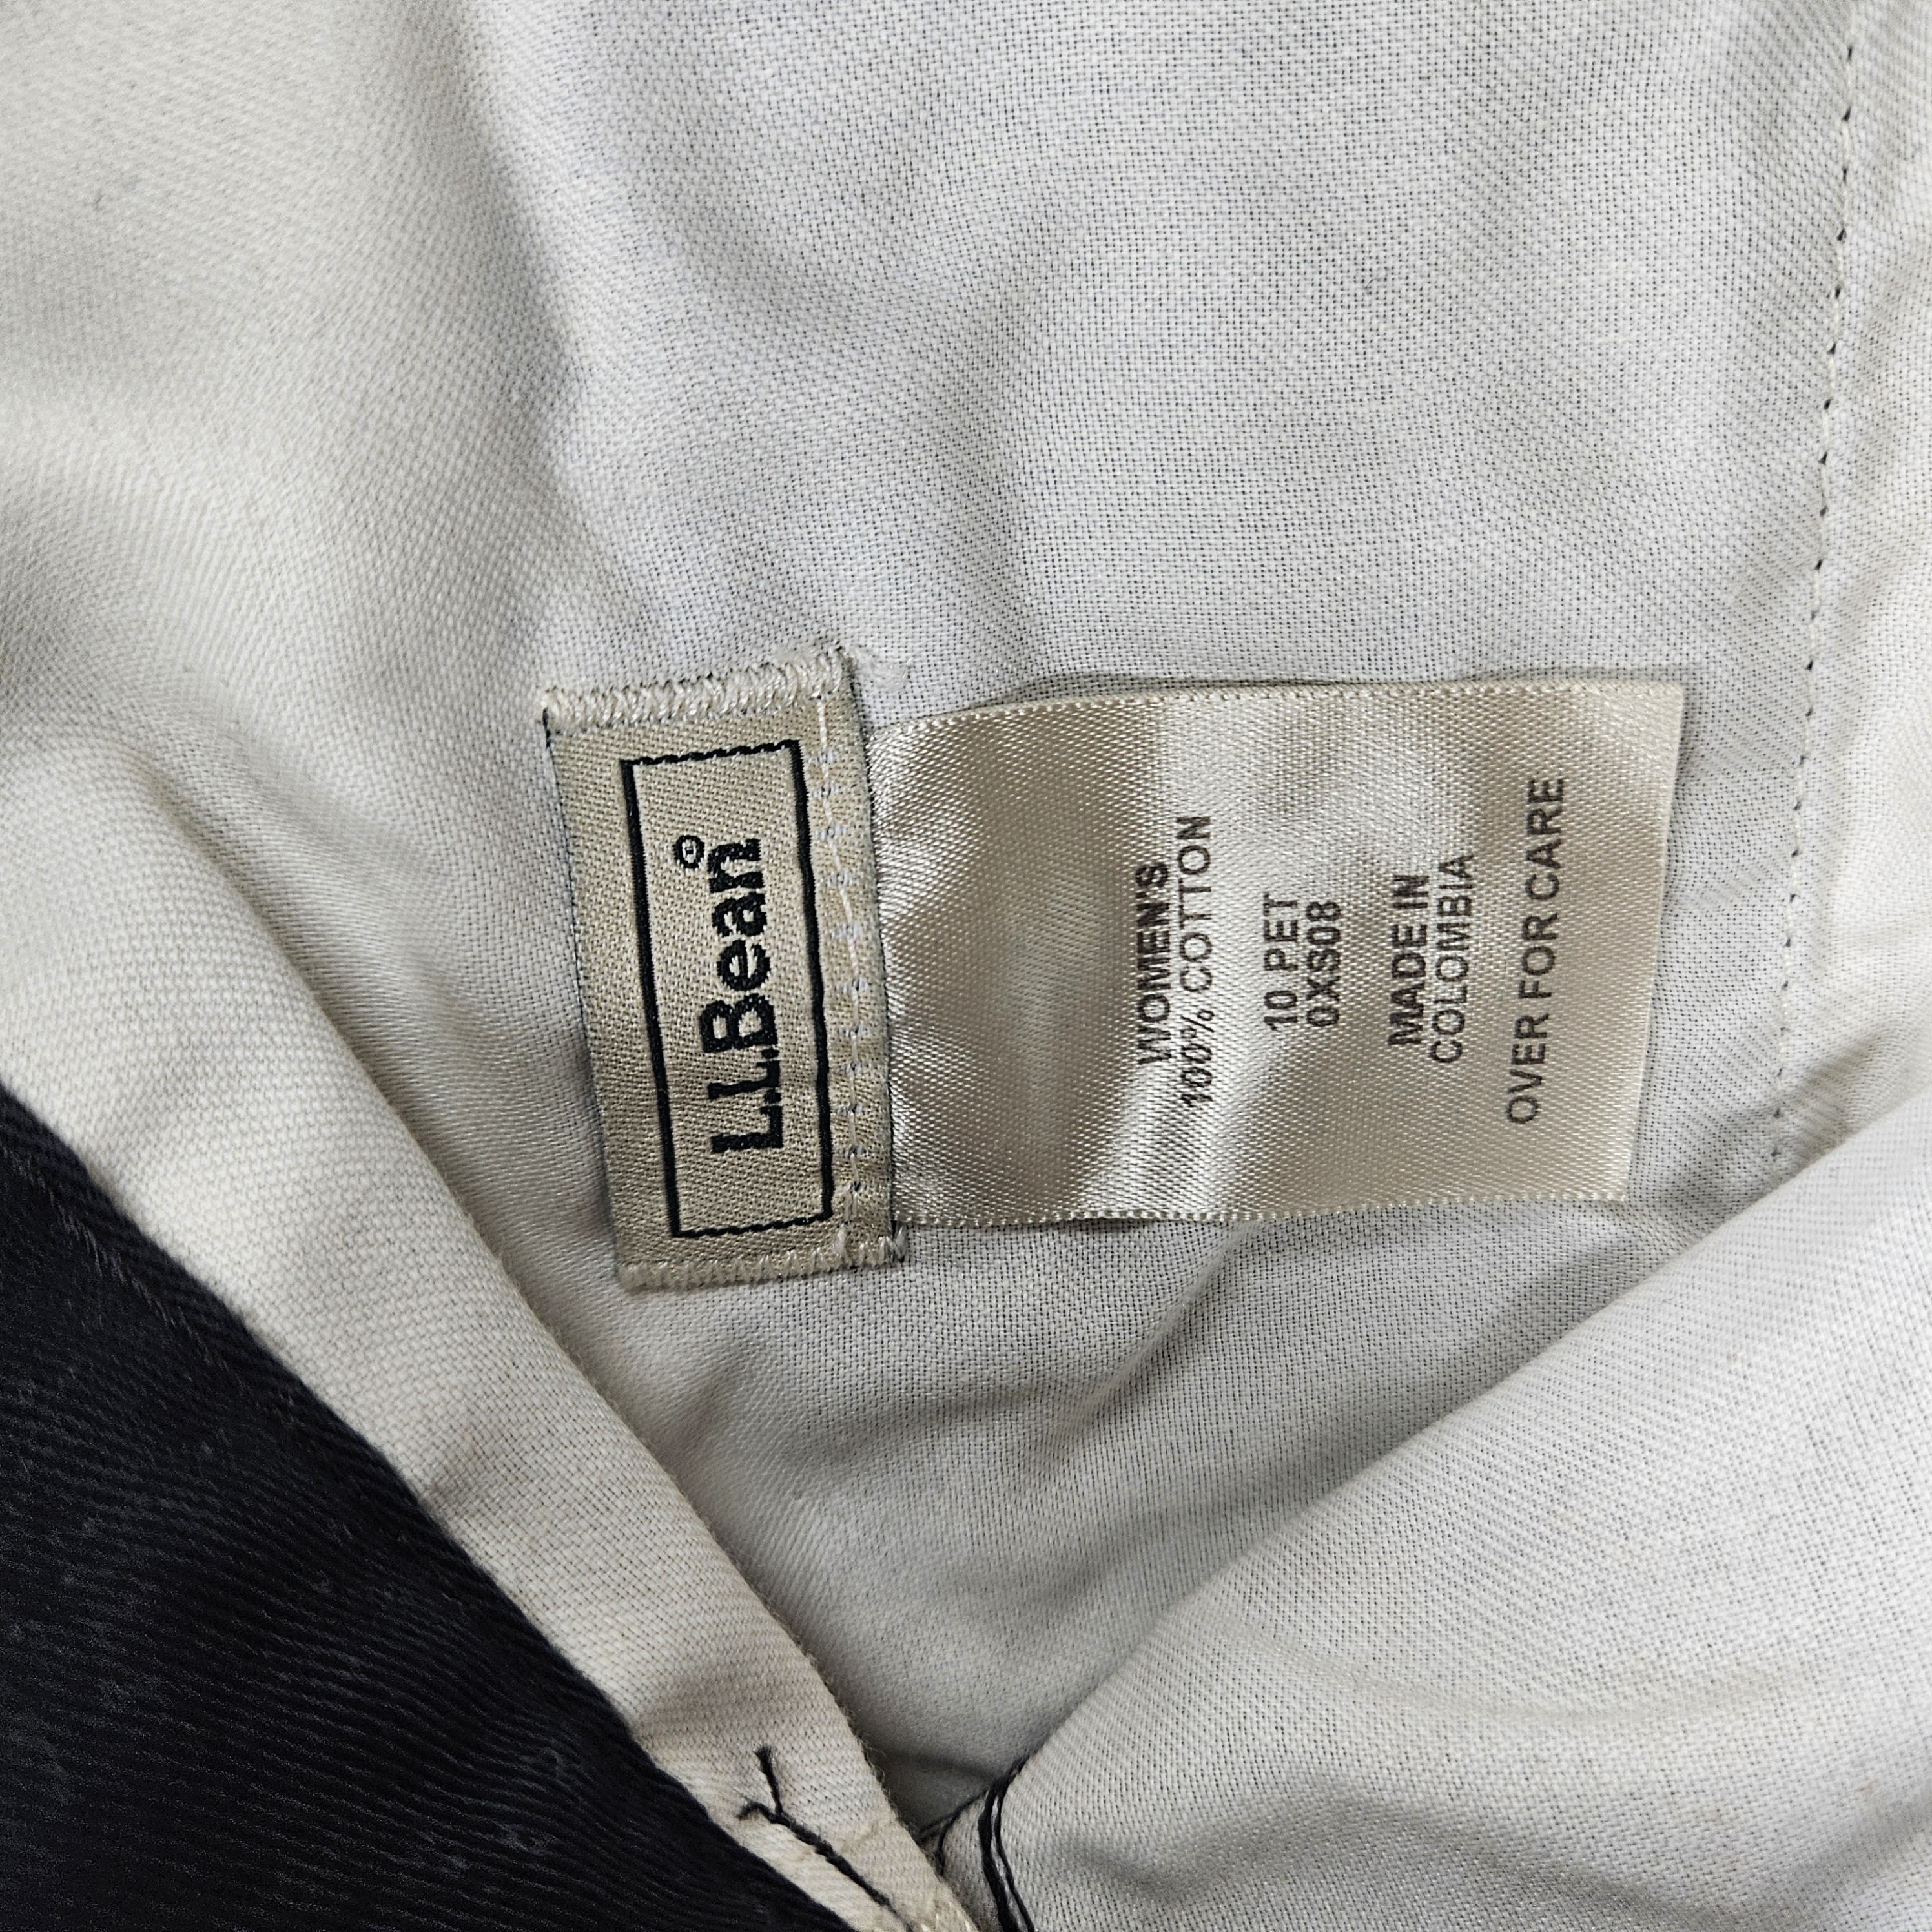 L.L.Bean®
WOMEN'S
100% COTTON
10 PET
0XS08
MADE IN
COLOMBIA
OVER FOR CARE